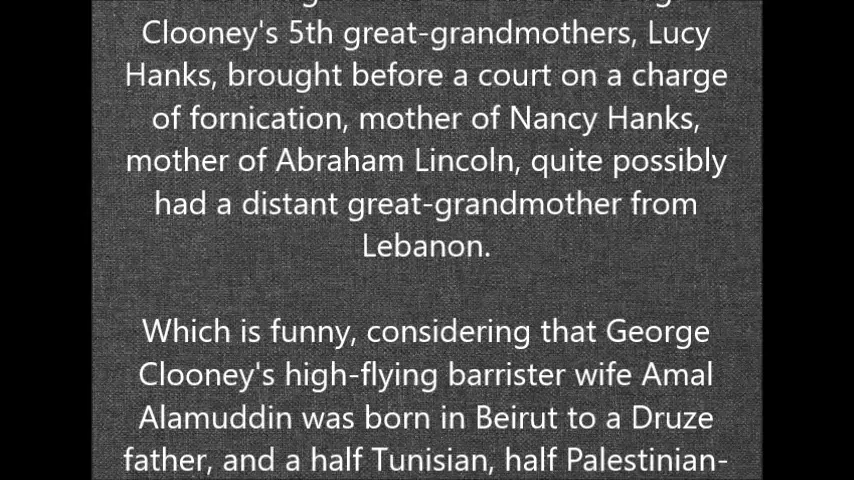 Clooney's 5th great-grandmothers, Lucy
Hanks, brought before a court on a charge
of fornication, mother of Nancy Hanks,
mother of Abraham Lincoln, quite possibly
had a distant great-grandmother from
Lebanon.
Which is funny, considering that George
Clooney's high-flying barrister wife Amal
Alamuddin was born in Beirut to a Druze
father, and a half Tunisian, half Palestinian-